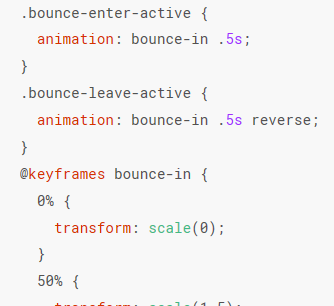 .bounce-enter-active {
  animation: bounce-in .5s;
}
.bounce-leave-active {
  animation: bounce-in .5s reverse;
}
@keyframes bounce-in {
  0% {
    transform: scale(0);
  }
  50% {
    transform: scale(1.5);